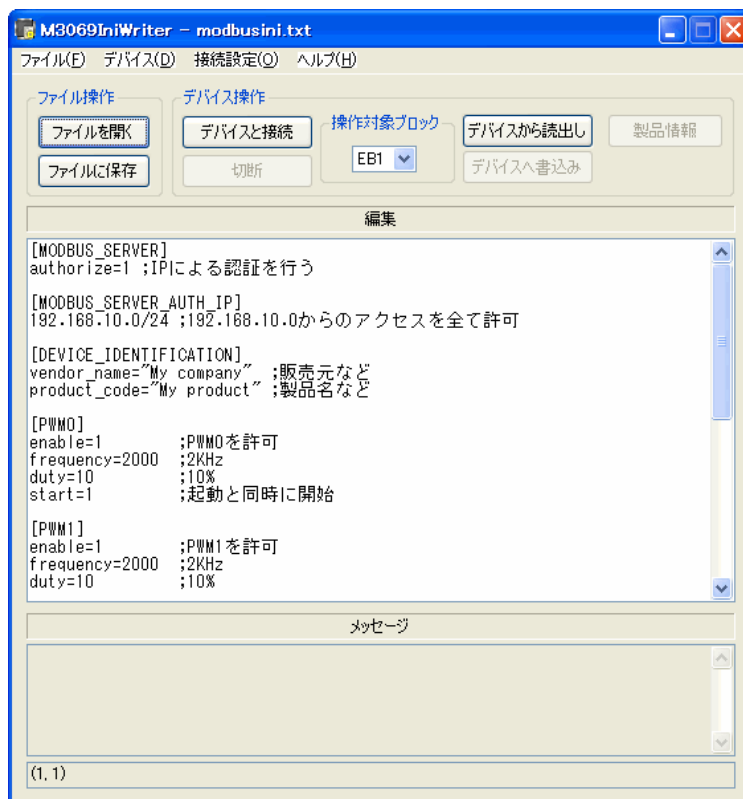 M3069IniWriter - modbusini.txt
ファイル(F) デバイス(D) 接続設定(O) ヘルプ(H)
ファイル操作 デバイス操作
ファイルを開く デバイスと接続 操作対象ブロック デバイスから読出し 製品情報
ファイルに保存 切断 EB1 デバイスへ書込み
編集
[MODBUS_SERVER]
authorize=1 ;IPによる認証を行う
[MODBUS_SERVER_AUTH_IP]
192.168.10.0/24 ;192.168.10.0からのアクセスを全て許可
[DEVICE_IDENTIFICATION]
vendor_name="My company" ;販売元など
product_code="My product" ;製品名など
[PWM0]
enable=1 ;PWM0を許可
frequency=2000 ;2KHz
duty=10 ;10%
start=1 ;起動と同時に開始
[PWM1]
enable=1 ;PWM1を許可
frequency=2000 ;2KHz
duty=10 ;10%
メッセージ
(1, 1)